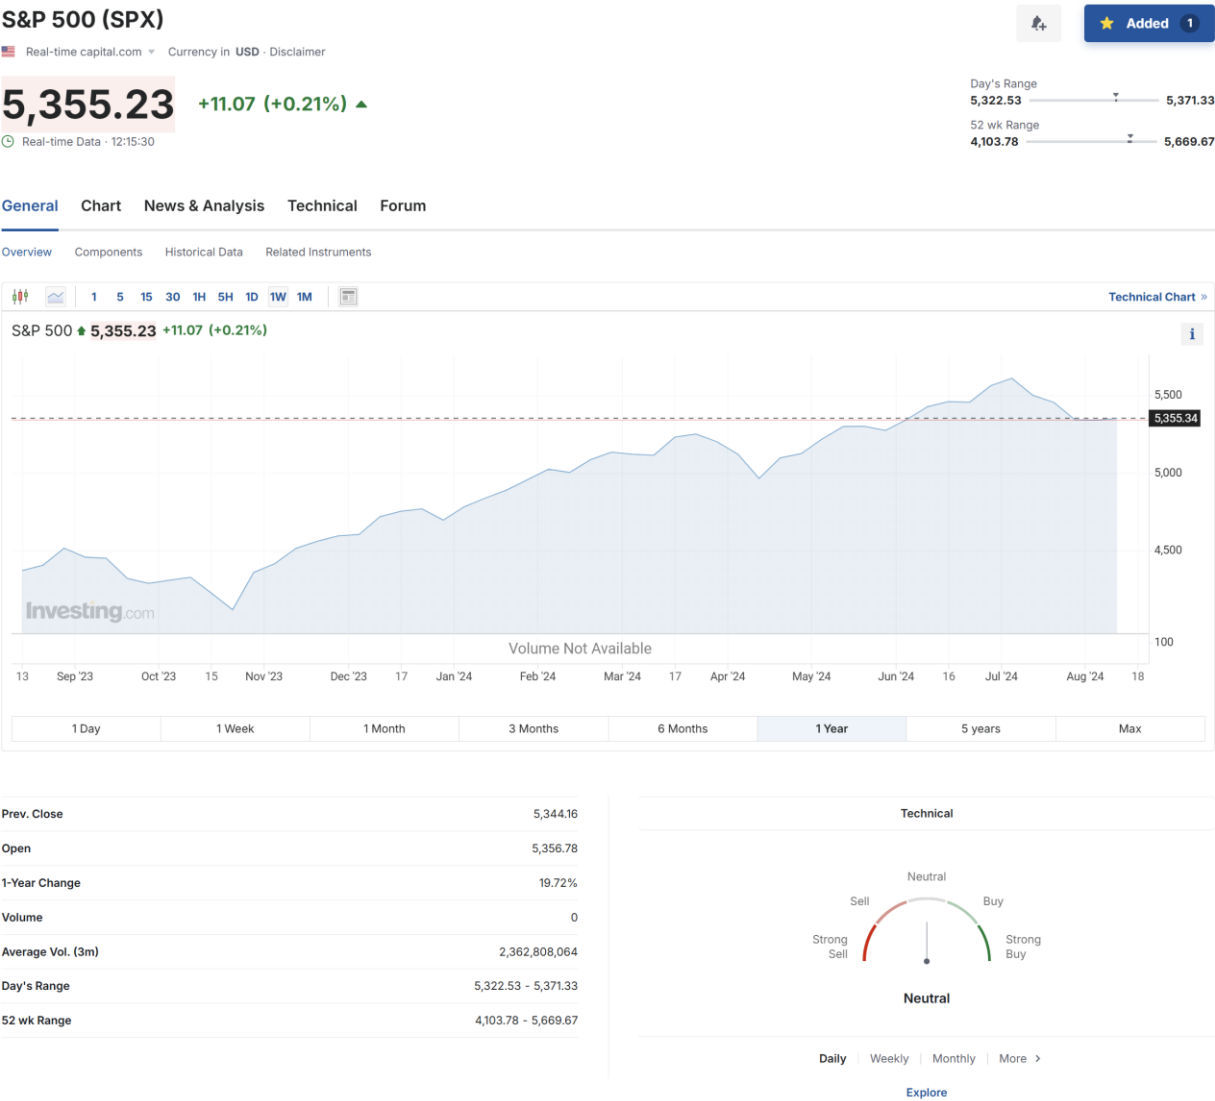 S&P 500 (SPX)
Added 1
Real-time capital.com Currency in USD · Disclaimer
5,355.23 +11.07 (+0.21%)
Real-time Data · 12:15:30
Day's Range
5,322.53 5,371.33
52 wk Range
4,103.78 5,669.67
General Chart News & Analysis Technical Forum
Overview Components Historical Data Related Instruments
1 5 15 30 1H 5H 1D 1W 1M Technical Chart »
S&P 500 5,355.23 +11.07 (+0.21%)
i
5,500
5,355.34
5,000
4,500
Investing.com
Volume Not Available
100
13 Sep '23 Oct '23 15 Nov '23 Dec '23 17 Jan '24 Feb '24 Mar '24 17 Apr '24 May '24 Jun '24 16 Jul '24 Aug '24 18
1 Day 1 Week 1 Month 3 Months 6 Months 1 Year 5 years Max
Prev. Close 5,344.16
Open 5,356.78
1-Year Change 19.72%
Volume 0
Average Vol. (3m) 2,362,808,064
Day's Range 5,322.53 - 5,371.33
52 wk Range 4,103.78 - 5,669.67
Technical
Neutral
Sell Buy
Strong Sell
Strong Buy
Neutral
Daily Weekly Monthly More
Explore